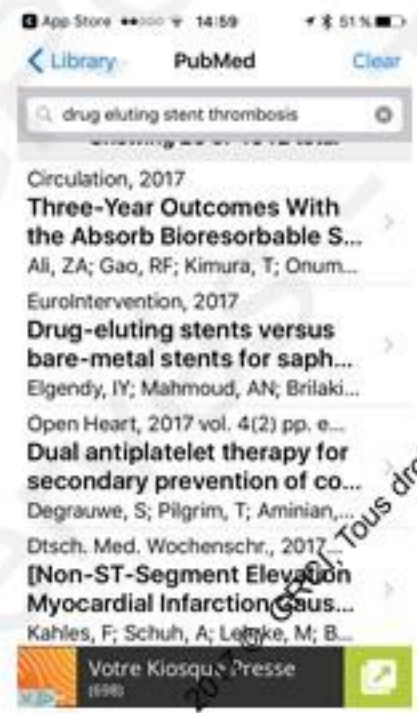 App Store 14:59 51 %
Library PubMed Clear
drug eluting stent thrombosis
Circulation, 2017
Three-Year Outcomes With
the Absorb Bioresorbable S...
Ali, ZA; Gao, RF; Kimura, T; Onum...
EuroIntervention, 2017
Drug-eluting stents versus
bare-metal stents for saph...
Elgendy, IY; Mahmoud, AN; Brilaki...
Open Heart, 2017 vol. 4(2) pp. e...
Dual antiplatelet therapy for
secondary prevention of co...
Degrauwe, S; Pilgrim, T; Aminian,...
Dtsch. Med. Wochenschr., 2017...
[Non-ST-Segment Elevation
Myocardial Infarction Caus...
Kahles, F; Schuh, A; M; B...
Votre Kiosque Presse
(698)
2017 © GRCI, Tous dro